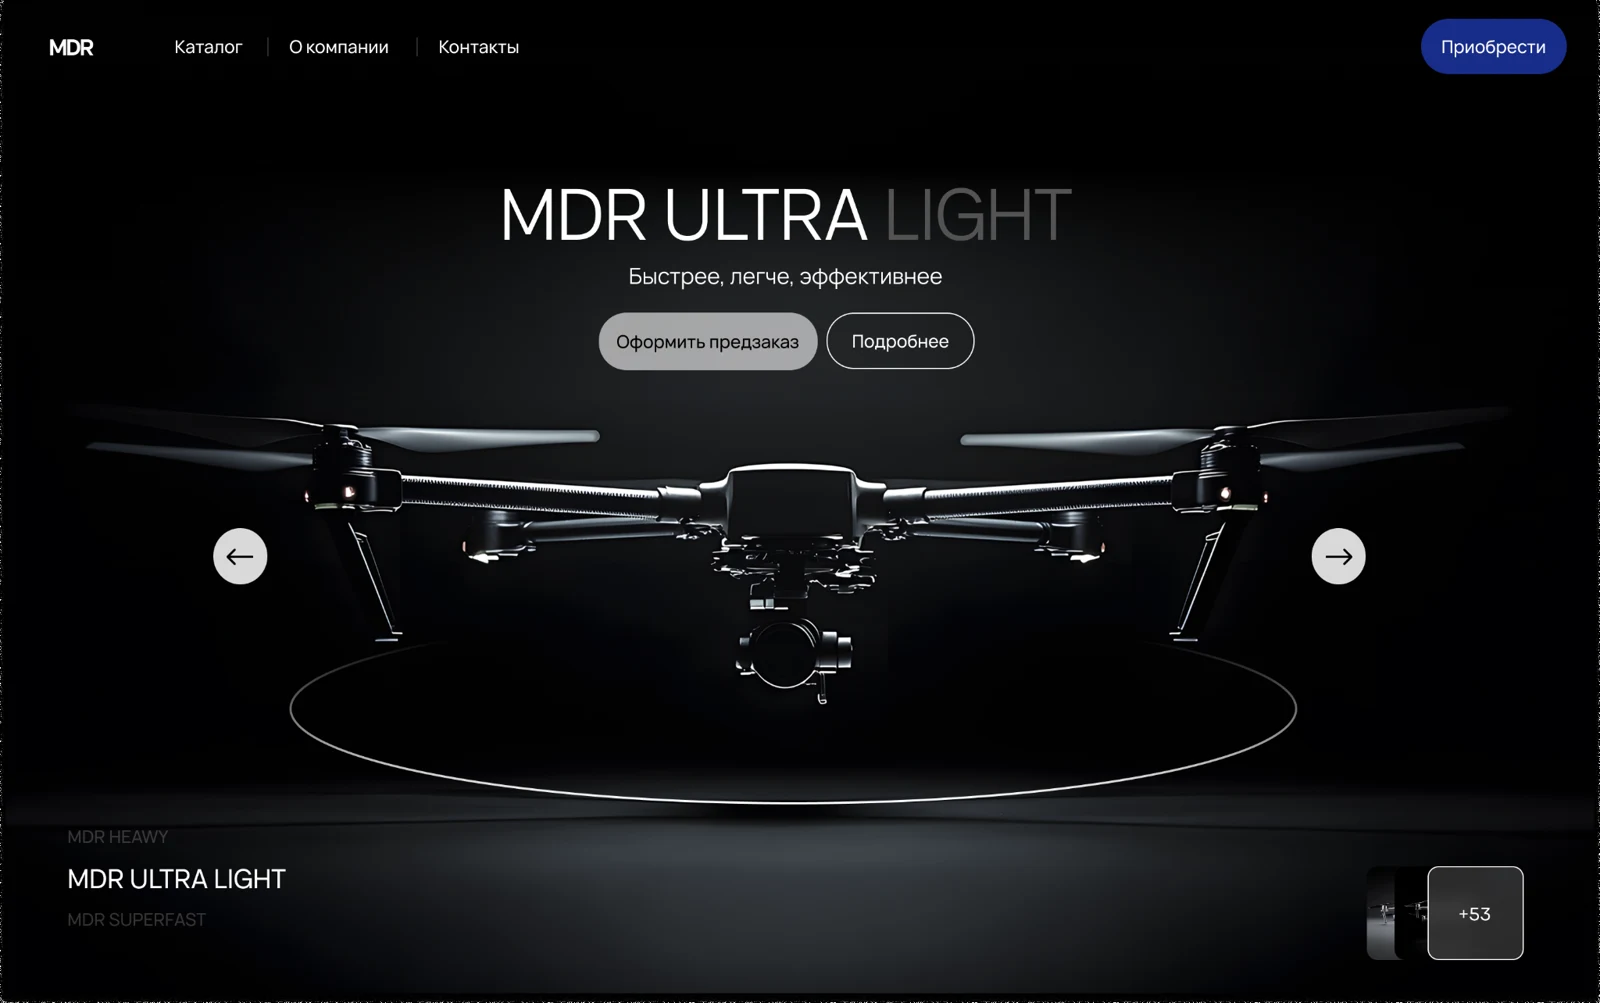 MDR
Каталог
О компании
Контакты
Приобрести
MDR ULTRA LIGHT
Быстрее, легче, эффективнее
Оформить предзаказ
Подробнее
MDR HEAWY
MDR ULTRA LIGHT
MDR SUPERFAST
+53